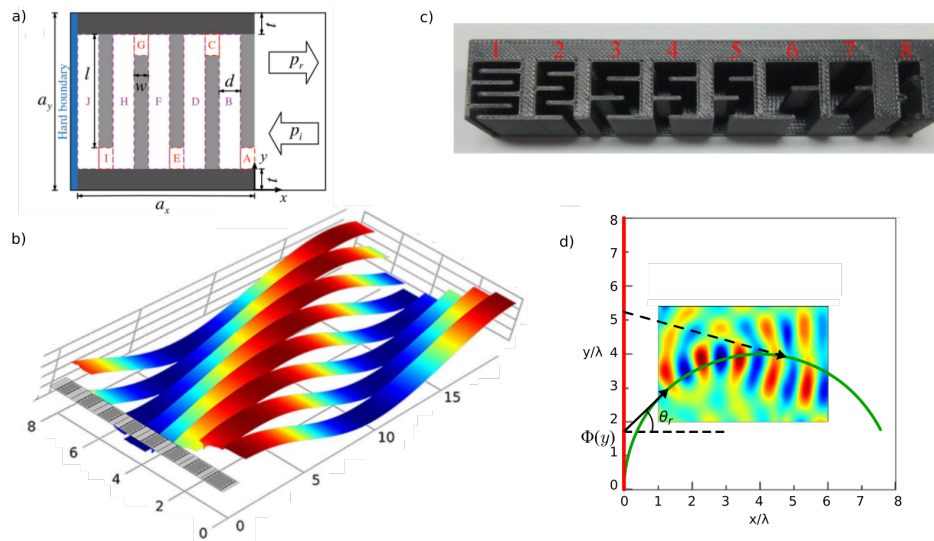 a)
Hard boundary
a_y
l
t
G
C
w
d
J
H
F
D
B
I
E
A
p_r
p_i
y
t
x
a_x
c)
1 2 3 4 5 6 7 8
b)
8
6
4
2
0
0
5
10
15
d)
8
7
6
5
y/λ
4
3
2
Φ(y)
1
0
θ_r
0 1 2 3 4 5 6 7 8
x/λ